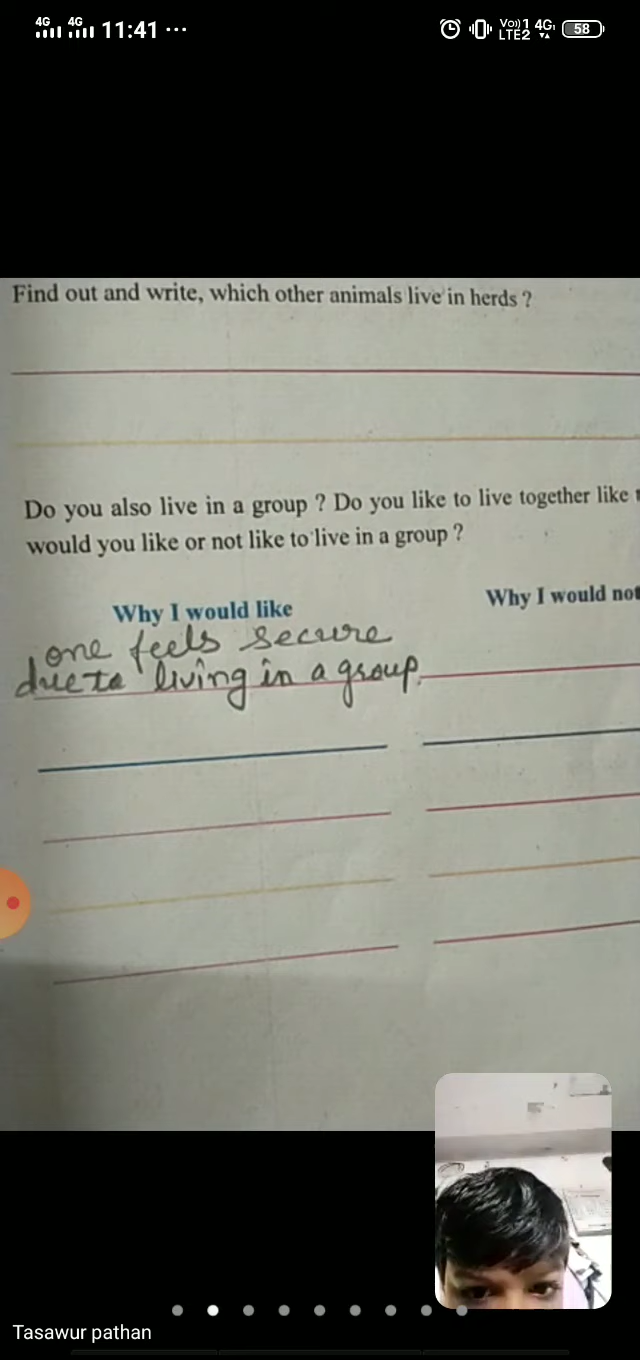 4G 4G 11:41 ... Vo)) 1 4G LTE2 58
Find out and write, which other animals live in herds ?
Do you also live in a group ? Do you like to live together like
would you like or not like to live in a group ?
Why I would like Why I would not
one feels secure
due to living in a group.
Tasawur pathan